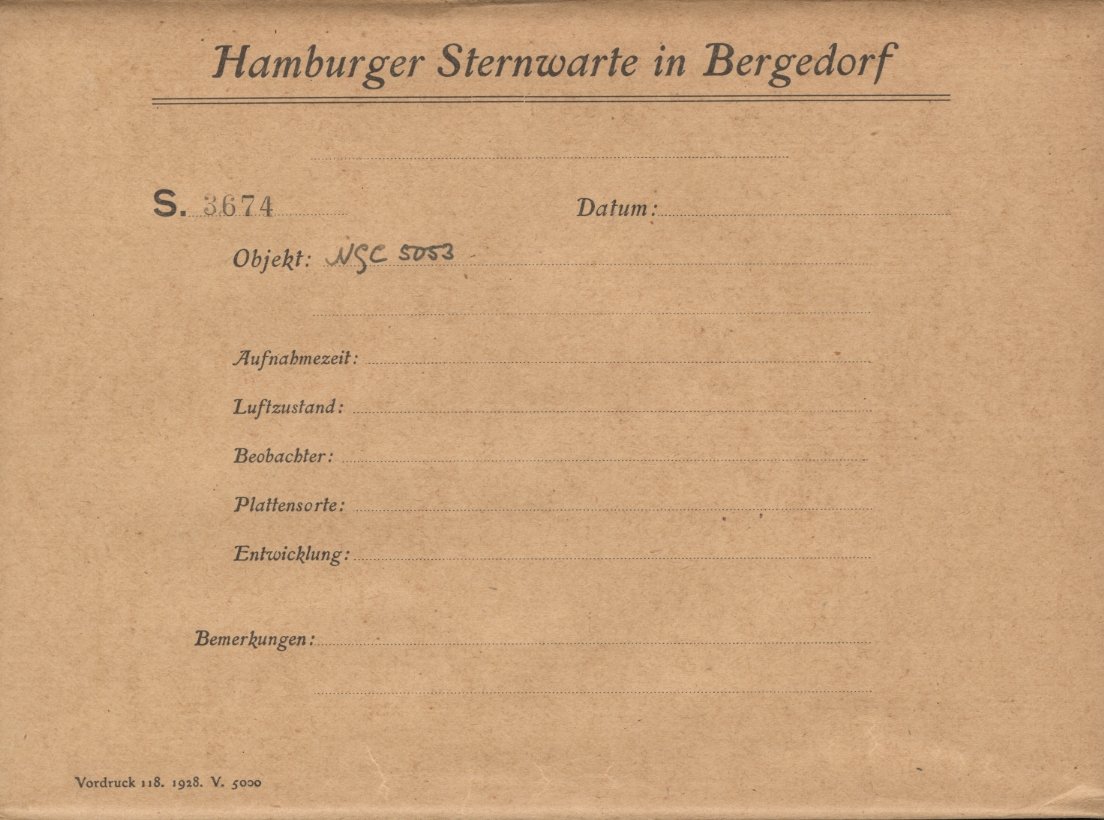 Hamburger Sternwarte in Bergedorf
S. 3674 Datum:
Objekt: NGC 5053
Aufnahmezeit:
Luftzustand:
Beobachter:
Plattensorte:
Entwicklung:
Bemerkungen:
Vordruck 118. 1928. V. 5000